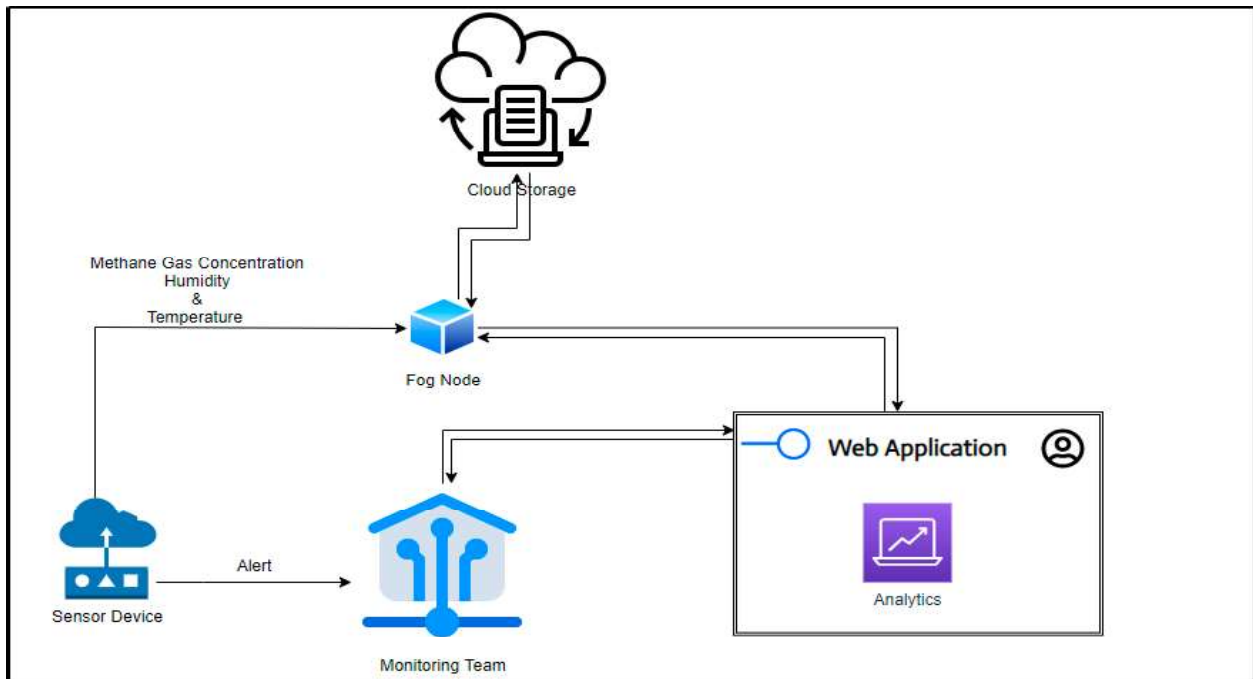 Cloud Storage
Methane Gas Concentration
Humidity
&
Temperature
Fog Node
Web Application
Analytics
Alert
Sensor Device
Monitoring Team